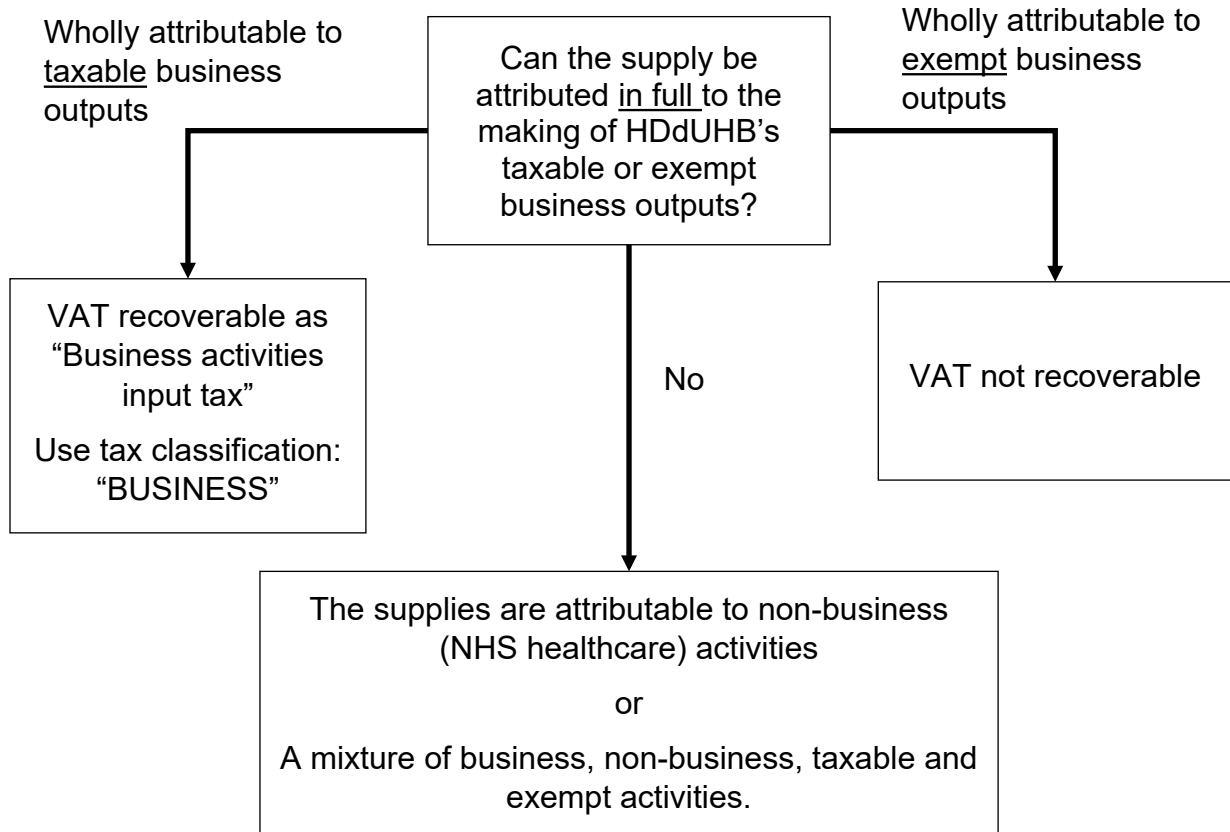 Wholly attributable to
taxable business
outputs
Can the supply be
attributed in full to the
making of HDdUHB’s
taxable or exempt
business outputs?
Wholly attributable to
exempt business
outputs
VAT recoverable as
“Business activities
input tax”
Use tax classification:
“BUSINESS”
No
VAT not recoverable
The supplies are attributable to non-business
(NHS healthcare) activities
or
A mixture of business, non-business, taxable and
exempt activities.